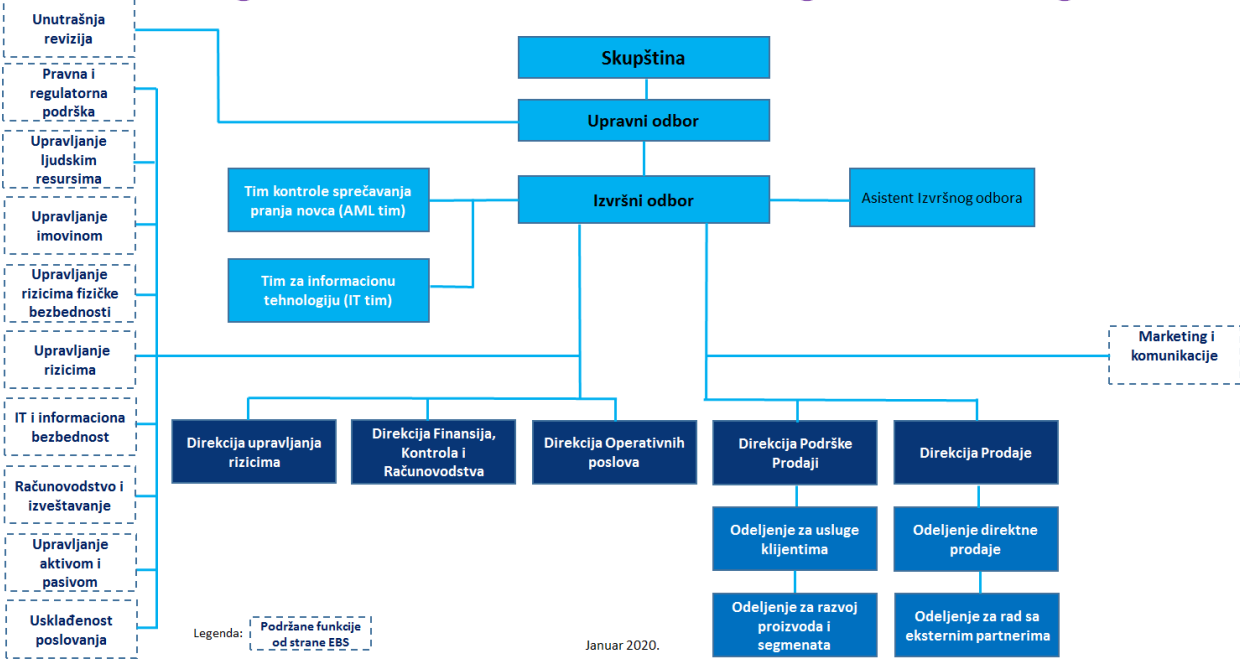 Unutrašnja
revizija
Pravna i
regulatorna
podrška
Upravljanje
ljudskim
resursima
Upravljanje
imovinom
Upravljanje
rizicima fizičke
bezbednosti
Upravljanje
rizicima
IT i informaciona
bezbednost
Računovodstvo i
izveštavanje
Upravljanje
aktivom i
pasivom
Usklađenost
poslovanja
Skupština
Upravni odbor
Izvršni odbor
Tim kontrole sprečavanja
pranja novca (AML tim)
Tim za informacionu
tehnologiju (IT tim)
Asistent Izvršnog odbora
Marketing i
komunikacije
Direkcija upravljanja
rizicima
Direkcija Finansija,
Kontrola i
Računovodstva
Direkcija Operativnih
poslova
Direkcija Podrške
Prodaji
Direkcija Prodaje
Odeljenje za usluge
klijentima
Odeljenje direktne
prodaje
Odeljenje za razvoj
proizvoda i
segmenata
Odeljenje za rad sa
eksternim partnerima
Legenda:
Podržane funkcije
od strane EBS
Januar 2020.